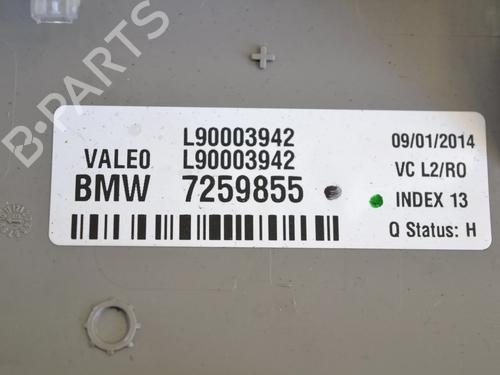 B-PARTS
L90003942
VALEO L90003942
BMW 7259855
09/01/2014
VC L2/RO
INDEX 13
Q Status: H